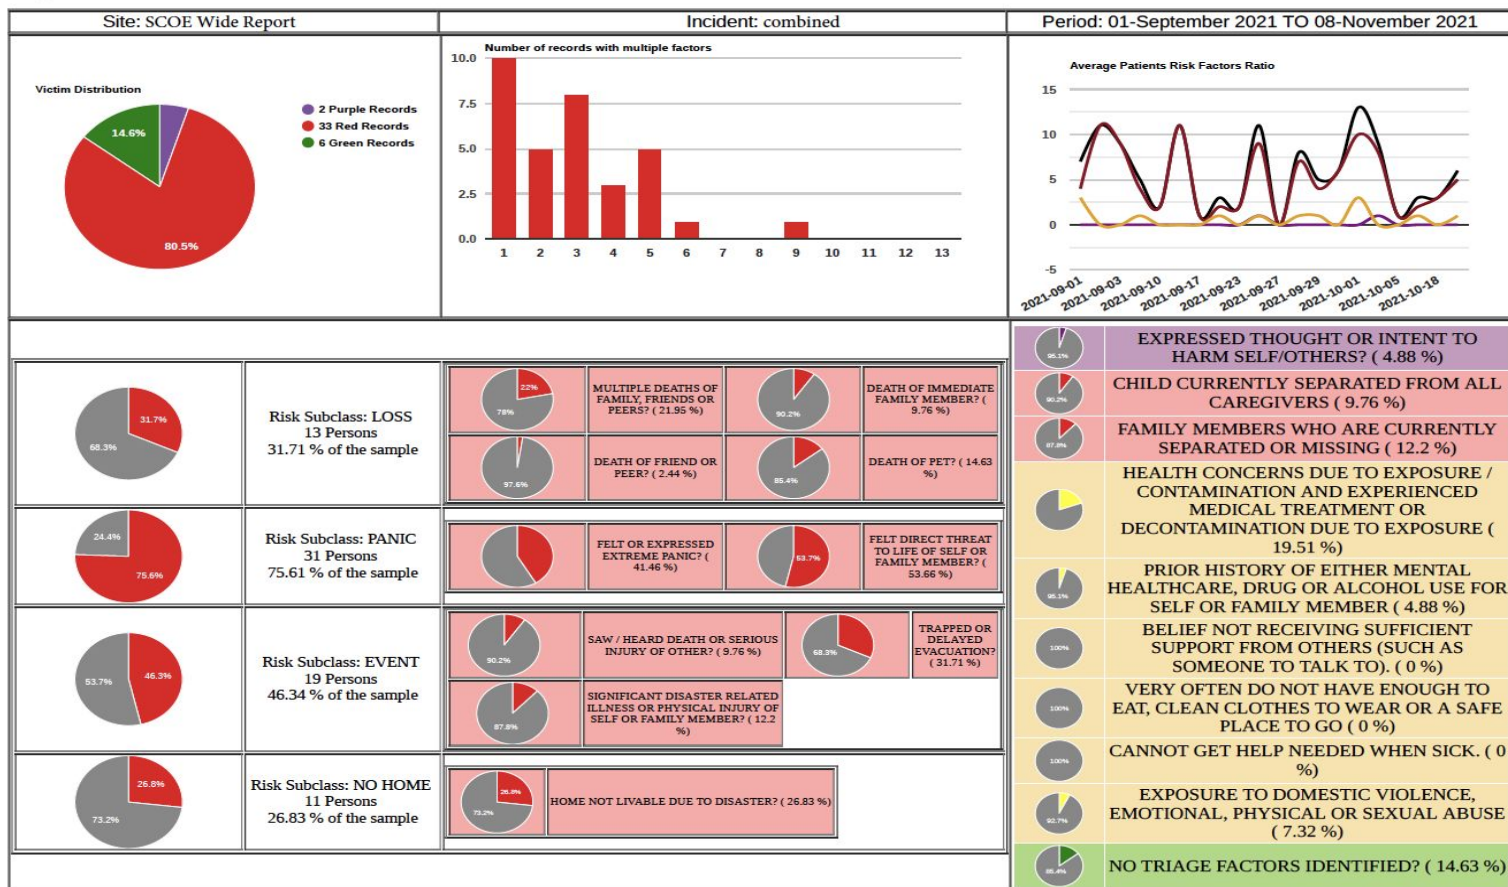 Site: SCOE Wide Report
Incident: combined
Period: 01-September 2021 TO 08-November 2021
Victim Distribution
14.6%
80.5%
2 Purple Records
33 Red Records
6 Green Records
Number of records with multiple factors
10.0
7.5
5.0
2.5
0.0
1 2 3 4 5 6 7 8 9 10 11 12 13
Average Patients Risk Factors Ratio
15
10
5
0
-5
2021-09-01
2021-09-03
2021-09-10
2021-09-17
2021-09-23
2021-09-27
2021-09-29
2021-10-01
2021-10-05
2021-10-18
31.7%
68.3%
Risk Subclass: LOSS
13 Persons
31.71 % of the sample
22%
78%
MULTIPLE DEATHS OF
FAMILY, FRIENDS OR
PEERS? ( 21.95 %)
90.2%
DEATH OF IMMEDIATE
FAMILY MEMBER? (
9.76 %)
97.6%
DEATH OF FRIEND OR
PEER? ( 2.44 %)
85.4%
DEATH OF PET? ( 14.63
%)
24.4%
75.6%
Risk Subclass: PANIC
31 Persons
75.61 % of the sample
FELT OR EXPRESSED
EXTREME PANIC? (
41.46 %)
53.7%
FELT DIRECT THREAT
TO LIFE OF SELF OR
FAMILY MEMBER? (
53.66 %)
53.7%
46.3%
Risk Subclass: EVENT
19 Persons
46.34 % of the sample
90.2%
SAW / HEARD DEATH OR SERIOUS
INJURY OF OTHER? ( 9.76 %)
68.3%
TRAPPED OR
DELAYED
EVACUATION?
( 31.71 %)
87.8%
SIGNIFICANT DISASTER RELATED
ILLNESS OR PHYSICAL INJURY OF
SELF OR FAMILY MEMBER? ( 12.2
%)
26.8%
73.2%
Risk Subclass: NO HOME
11 Persons
26.83 % of the sample
26.8%
73.2%
HOME NOT LIVABLE DUE TO DISASTER? ( 26.83 %)
95.1%
EXPRESSED THOUGHT OR INTENT TO
HARM SELF/OTHERS? ( 4.88 %)
90.2%
CHILD CURRENTLY SEPARATED FROM ALL
CAREGIVERS ( 9.76 %)
87.8%
FAMILY MEMBERS WHO ARE CURRENTLY
SEPARATED OR MISSING ( 12.2 %)
HEALTH CONCERNS DUE TO EXPOSURE /
CONTAMINATION AND EXPERIENCED
MEDICAL TREATMENT OR
DECONTAMINATION DUE TO EXPOSURE (
19.51 %)
95.1%
PRIOR HISTORY OF EITHER MENTAL
HEALTHCARE, DRUG OR ALCOHOL USE FOR
SELF OR FAMILY MEMBER ( 4.88 %)
100%
BELIEF NOT RECEIVING SUFFICIENT
SUPPORT FROM OTHERS (SUCH AS
SOMEONE TO TALK TO). ( 0 %)
100%
VERY OFTEN DO NOT HAVE ENOUGH TO
EAT, CLEAN CLOTHES TO WEAR OR A SAFE
PLACE TO GO ( 0 %)
100%
CANNOT GET HELP NEEDED WHEN SICK. ( 0
%)
92.7%
EXPOSURE TO DOMESTIC VIOLENCE,
EMOTIONAL, PHYSICAL OR SEXUAL ABUSE
( 7.32 %)
85.4%
NO TRIAGE FACTORS IDENTIFIED? ( 14.63 %)